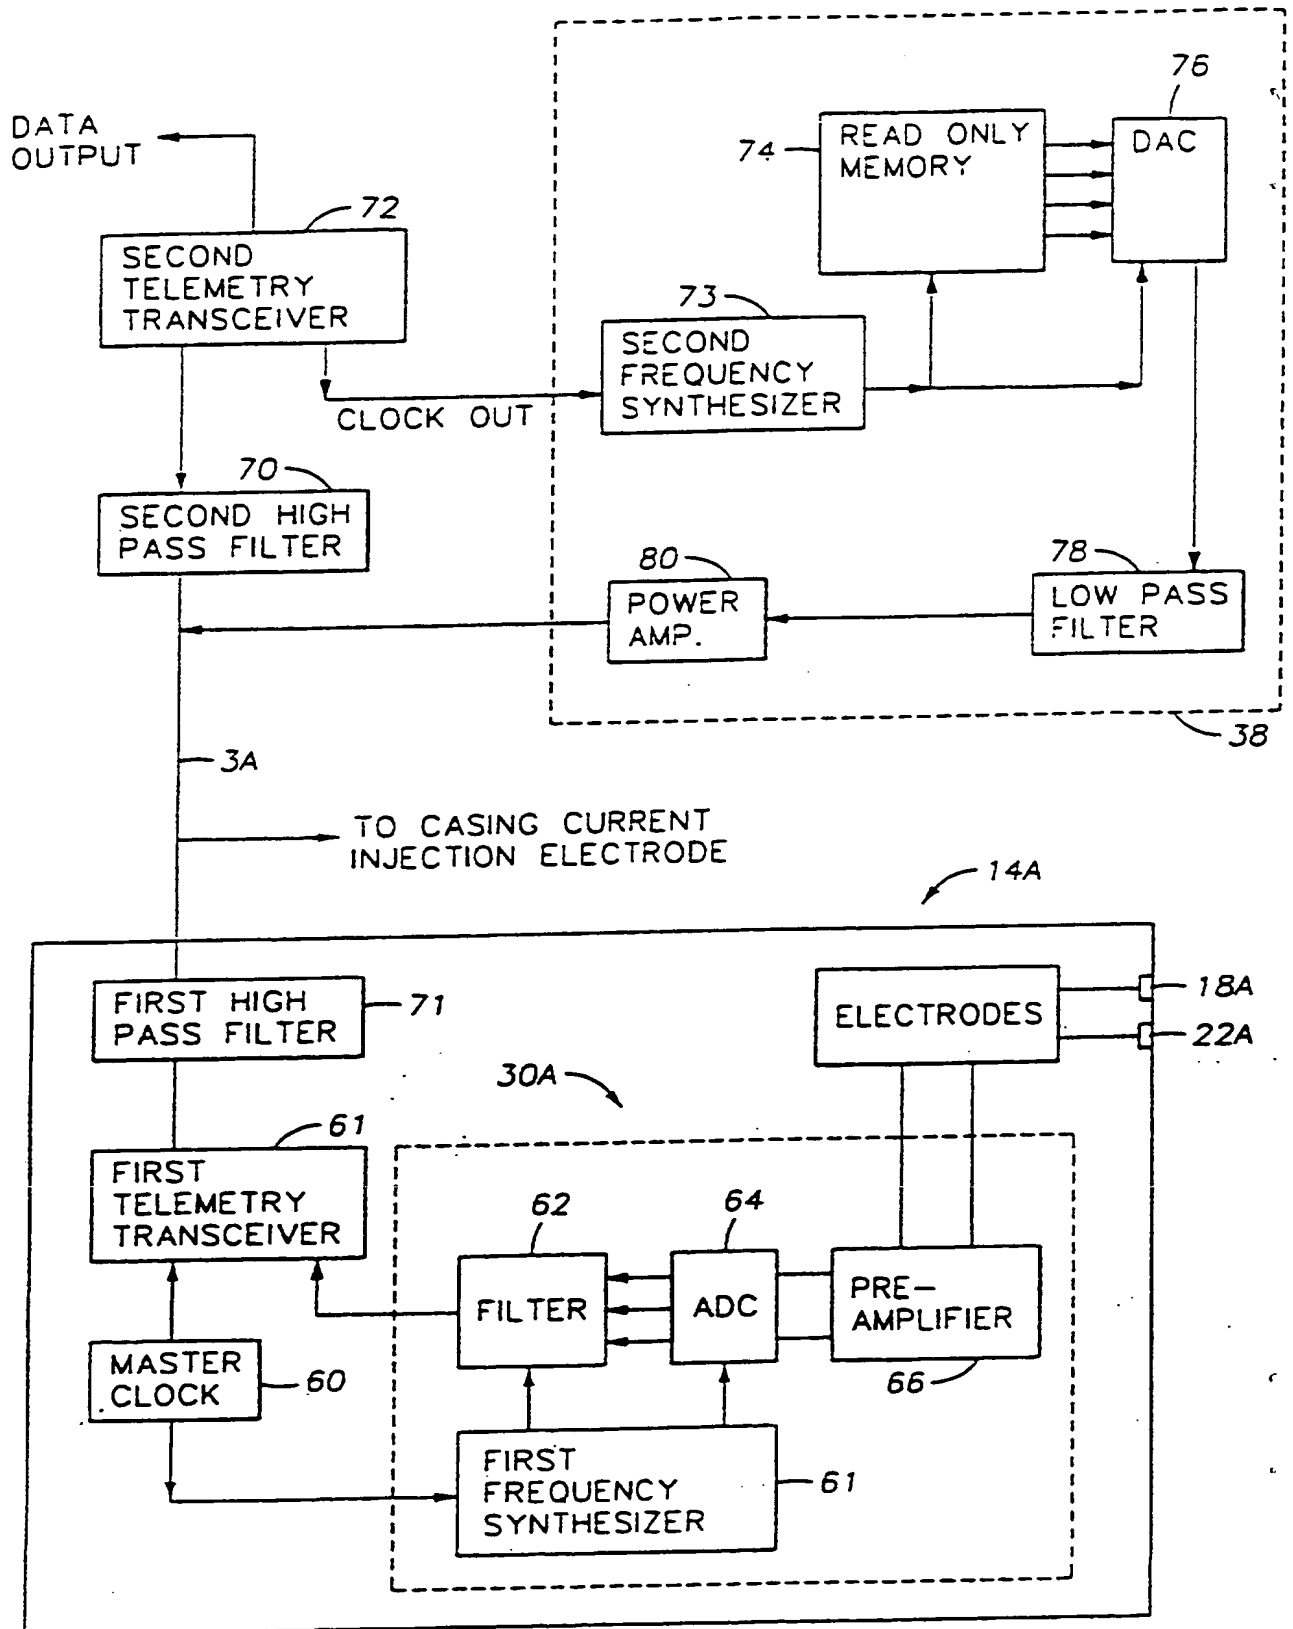 76
DATA
OUTPUT
READ ONLY
MEMORY
DAC
74
72
SECOND
TELEMETRY
TRANSCEIVER
73
SECOND
FREQUENCY
SYNTHESIZER
CLOCK OUT
70
SECOND HIGH
PASS FILTER
80
POWER
AMP.
78
LOW PASS
FILTER
38
3A
TO CASING CURRENT
INJECTION ELECTRODE
14A
FIRST HIGH
PASS FILTER
71
ELECTRODES
18A
22A
30A
61
FIRST
TELEMETRY
TRANSCEIVER
62
64
FILTER
ADC
PRE-
AMPLIFIER
66
MASTER
CLOCK
60
FIRST
FREQUENCY
SYNTHESIZER
61